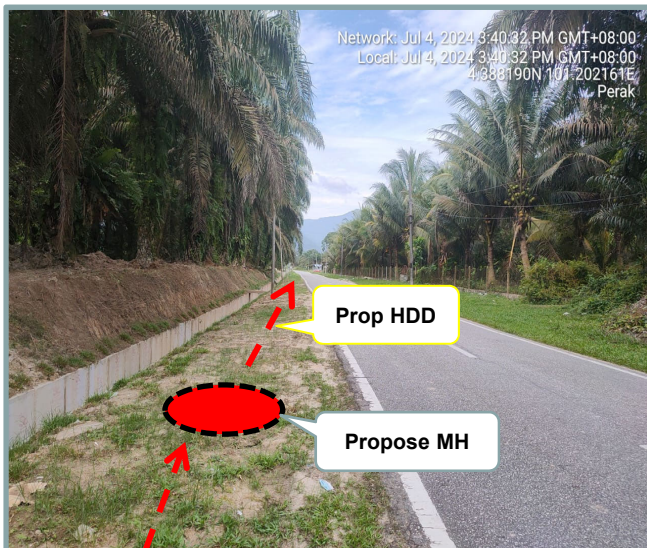 Network: Jul 4, 2024 3:40:32 PM GMT+08:00
Local: Jul 4, 2024 3:40:32 PM GMT+08:00
4.388190N 101.202161E
Perak
Prop HDD
Propose MH